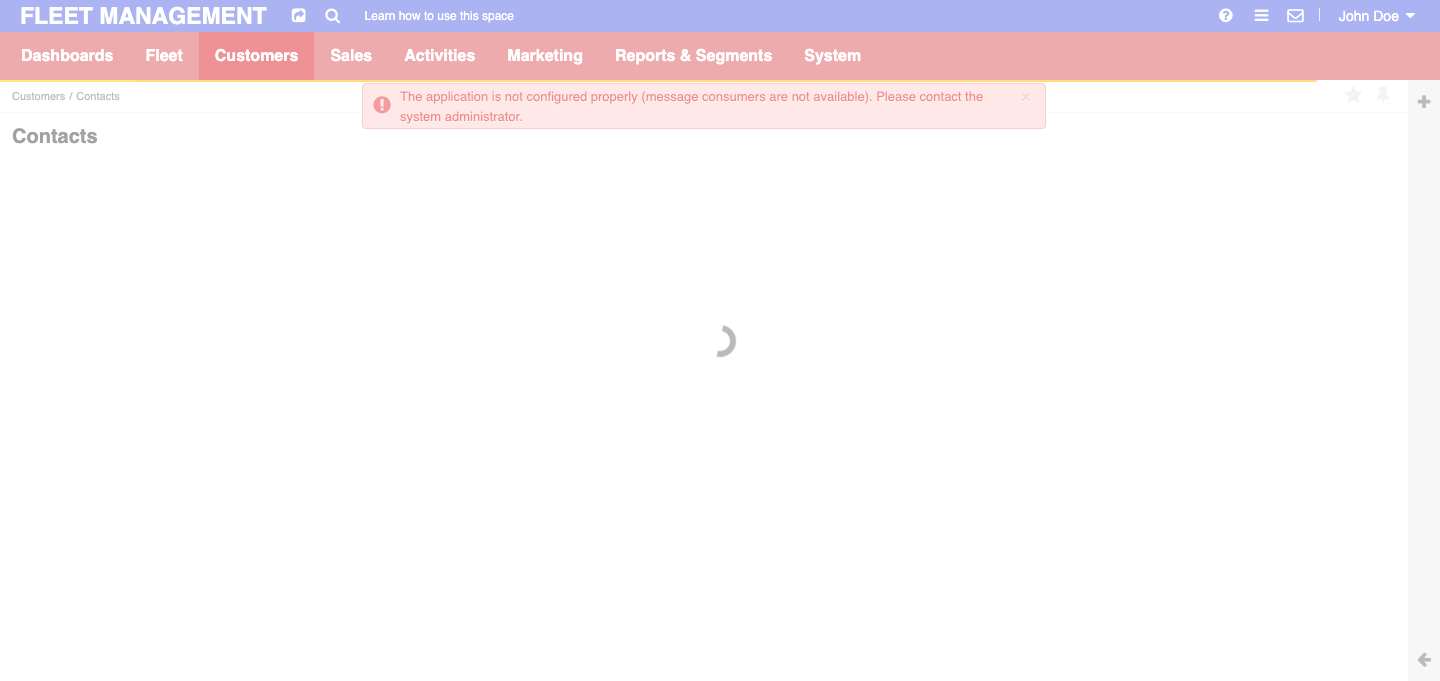 FLEET MANAGEMENT
Learn how to use this space
John Doe
Dashboards Fleet Customers Sales Activities Marketing Reports & Segments System
Customers / Contacts
The application is not configured properly (message consumers are not available). Please contact the
system administrator.
×
Contacts